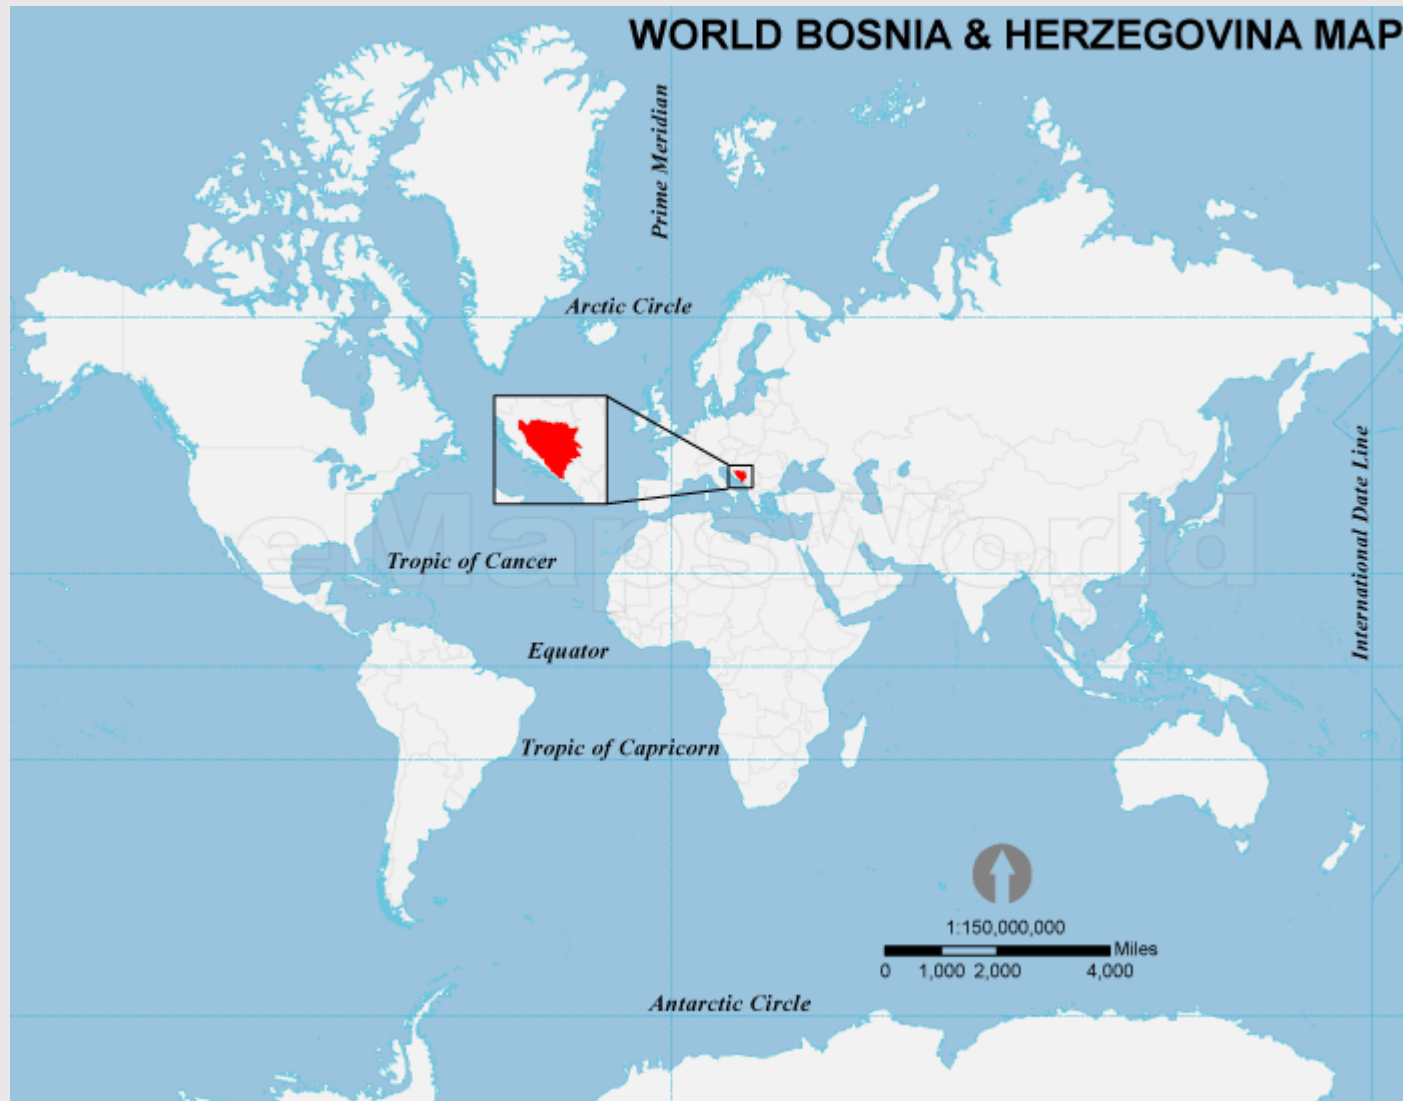 WORLD BOSNIA & HERZEGOVINA MAP
Prime Meridian
Arctic Circle
International Date Line
eMapsWorld
Tropic of Cancer
Equator
Tropic of Capricorn
1:150,000,000
Miles
0 1,000 2,000 4,000
Antarctic Circle